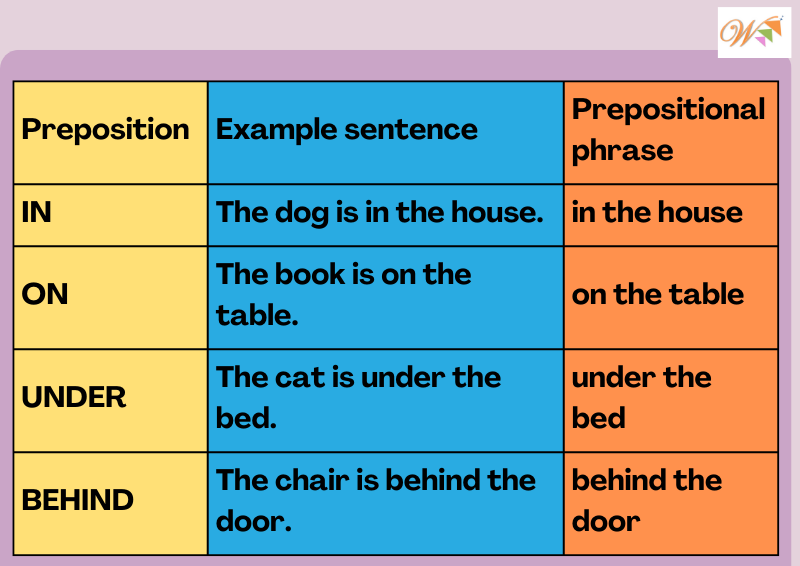 W
Preposition
Example sentence
Prepositional
phrase
IN
The dog is in the house.
in the house
ON
The book is on the
table.
on the table
UNDER
The cat is under the
bed.
under the
bed
BEHIND
The chair is behind the
door.
behind the
door